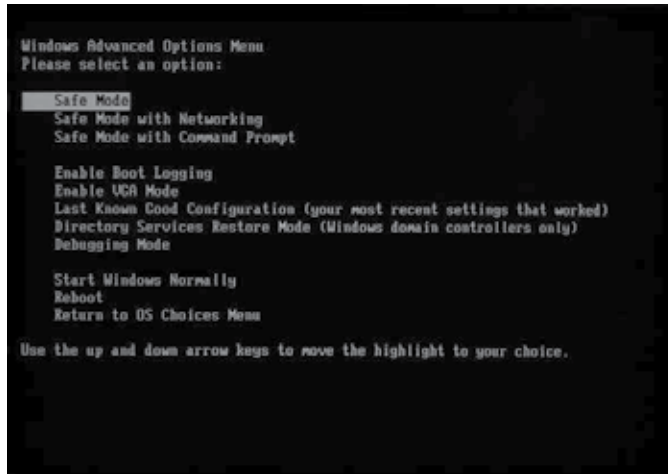 Windows Advanced Options Menu
Please select an option:
Safe Mode
Safe Mode with Networking
Safe Mode with Command Prompt
Enable Boot Logging
Enable VGA Mode
Last Known Good Configuration (your most recent settings that worked)
Directory Services Restore Mode (Windows domain controllers only)
Debugging Mode
Start Windows Normally
Reboot
Return to OS Choices Menu
Use the up and down arrow keys to move the highlight to your choice.